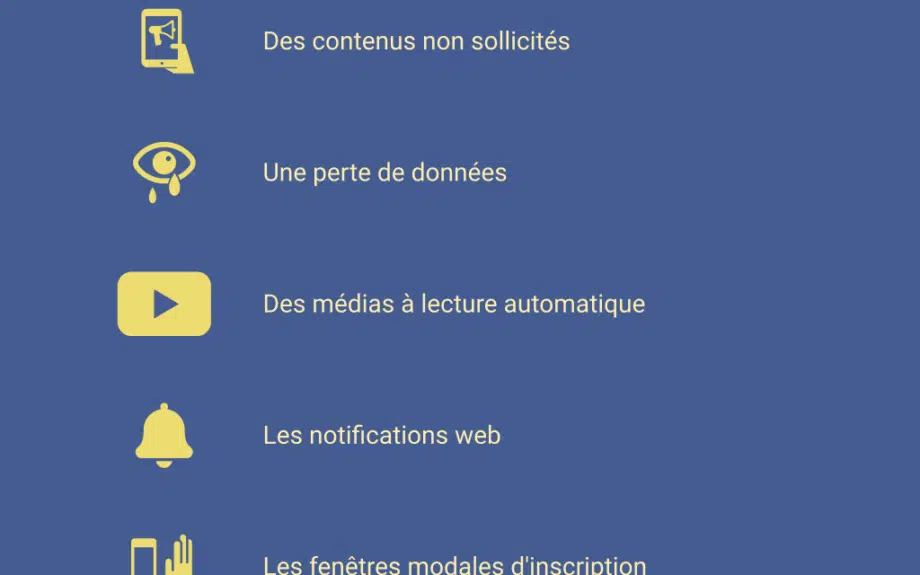 Des contenus non sollicités
Une perte de données
Des médias à lecture automatique
Les notifications web
Les fenêtres modales d'inscription